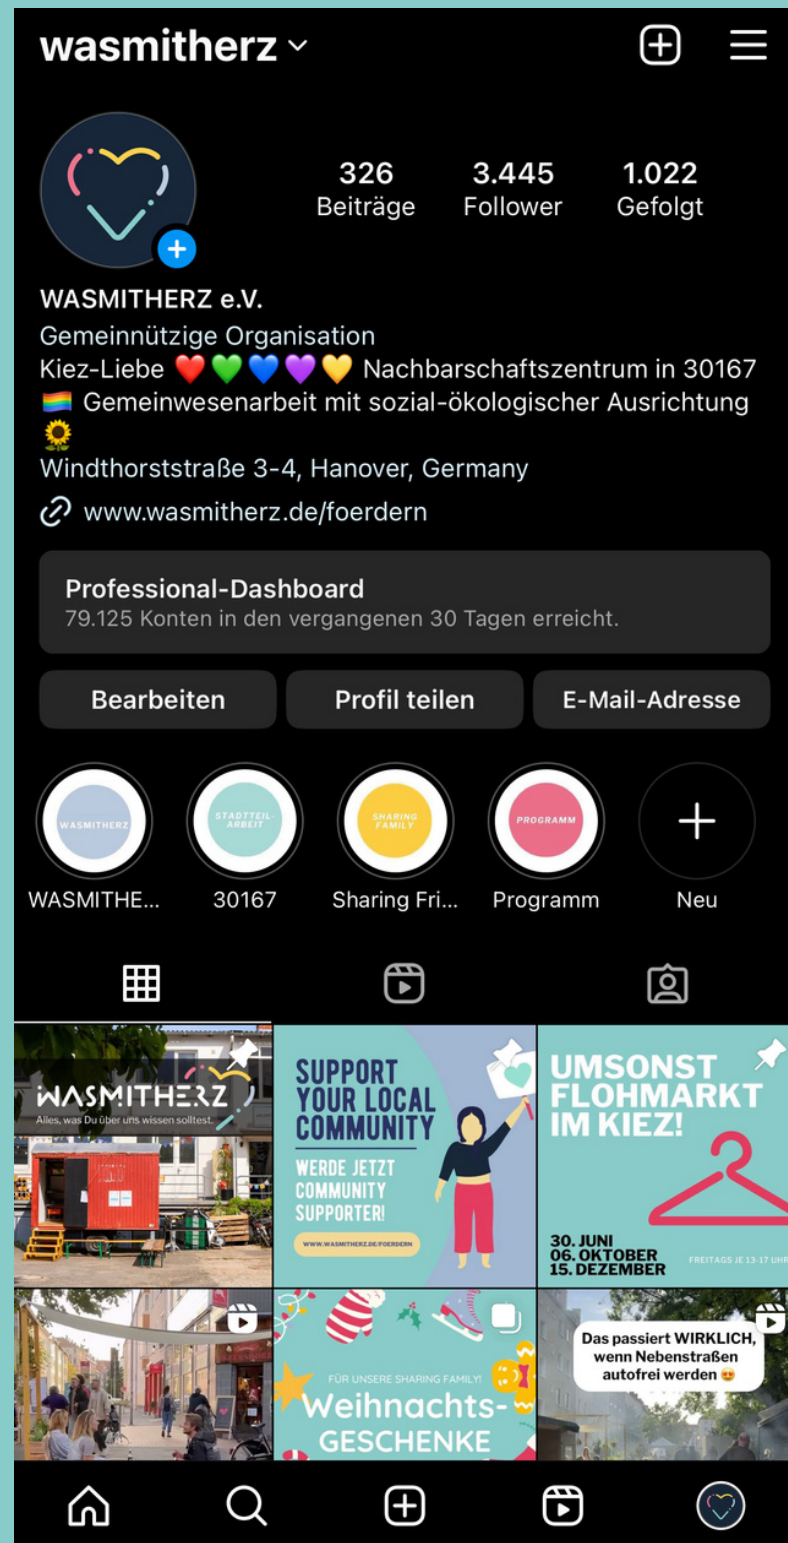 wasmitherz
326
3.445
1.022
Beiträge
Follower
Gefolgt
WASMITHERZ e.V.
Gemeinnützige Organisation
Kiez-Liebe ❤️💚💙💜💛 Nachbarschaftszentrum in 30167
🏳️‍🌈 Gemeinwesenarbeit mit sozial-ökologischer Ausrichtung
🌻
Windthorststraße 3-4, Hanover, Germany
www.wasmitherz.de/foerdern
Professional-Dashboard
79.125 Konten in den vergangenen 30 Tagen erreicht.
Bearbeiten
Profil teilen
E-Mail-Adresse
WASMITHERZ
STADTTEIL-
ARBEIT
SHARING
FAMILY
PROGRAMM
WASMITHE...
30167
Sharing Fri...
Programm
Neu
WASMITHERZ
Alles, was Du über uns wissen solltest.
SUPPORT
YOUR LOCAL
COMMUNITY
WERDE JETZT
COMMUNITY
SUPPORTER!
WWW.WASMITHERZ.DE/FOERDERN
UMSONST
FLOHMARKT
IM KIEZ!
30. JUNI
06. OKTOBER
15. DEZEMBER
FREITAGS JE 13-17 UHR
FÜR UNSERE SHARING FAMILY!
Weihnachts-
GESCHENKE
Das passiert WIRKLICH,
wenn Nebenstraßen
autofrei werden 😍